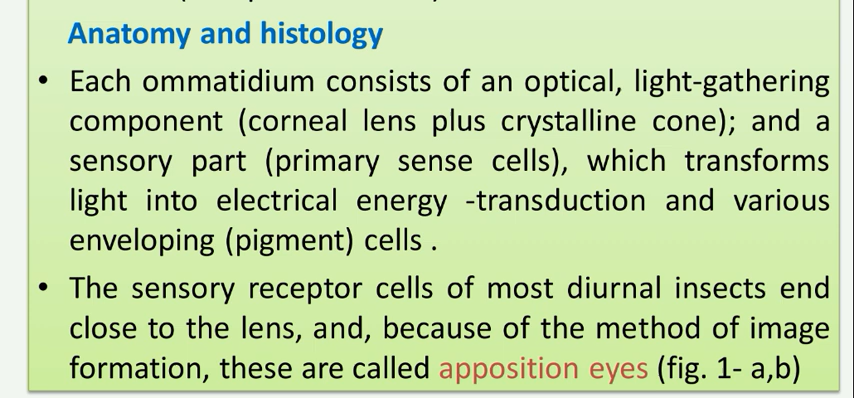 Anatomy and histology
• Each ommatidium consists of an optical, light-gathering
component (corneal lens plus crystalline cone); and a
sensory part (primary sense cells), which transforms
light into electrical energy -transduction and various
enveloping (pigment) cells .
• The sensory receptor cells of most diurnal insects end
close to the lens, and, because of the method of image
formation, these are called apposition eyes (fig. 1- a,b)